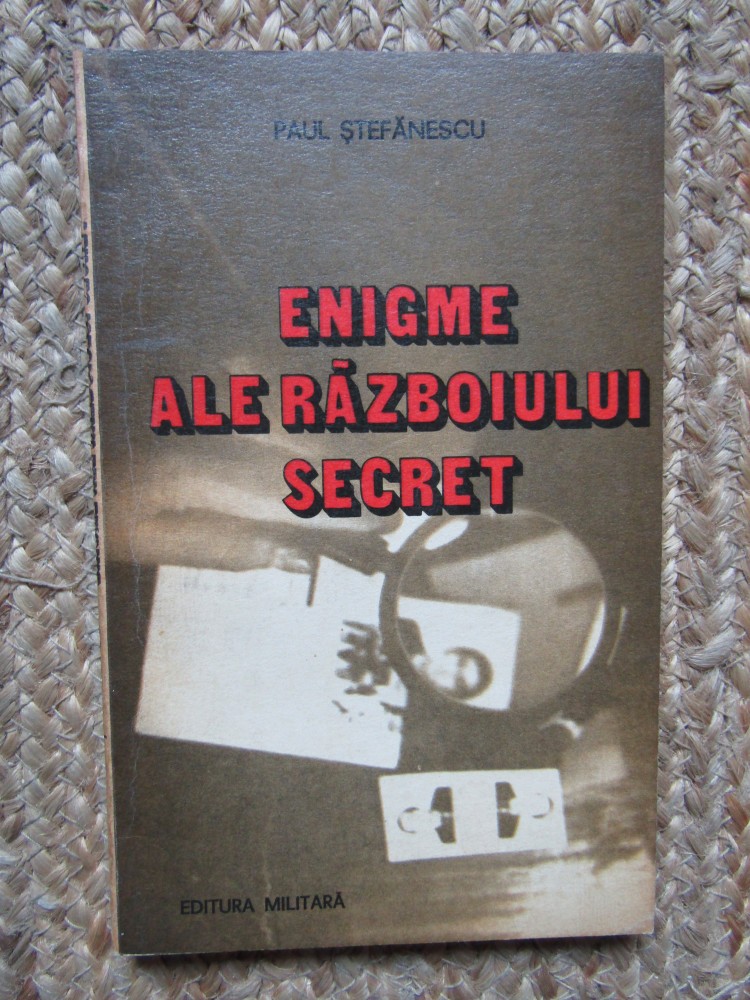 PAUL ŞTEFĂNESCU
ENIGME
ALE RĂZBOIULUI
SECRET
EDITURA MILITARĂ